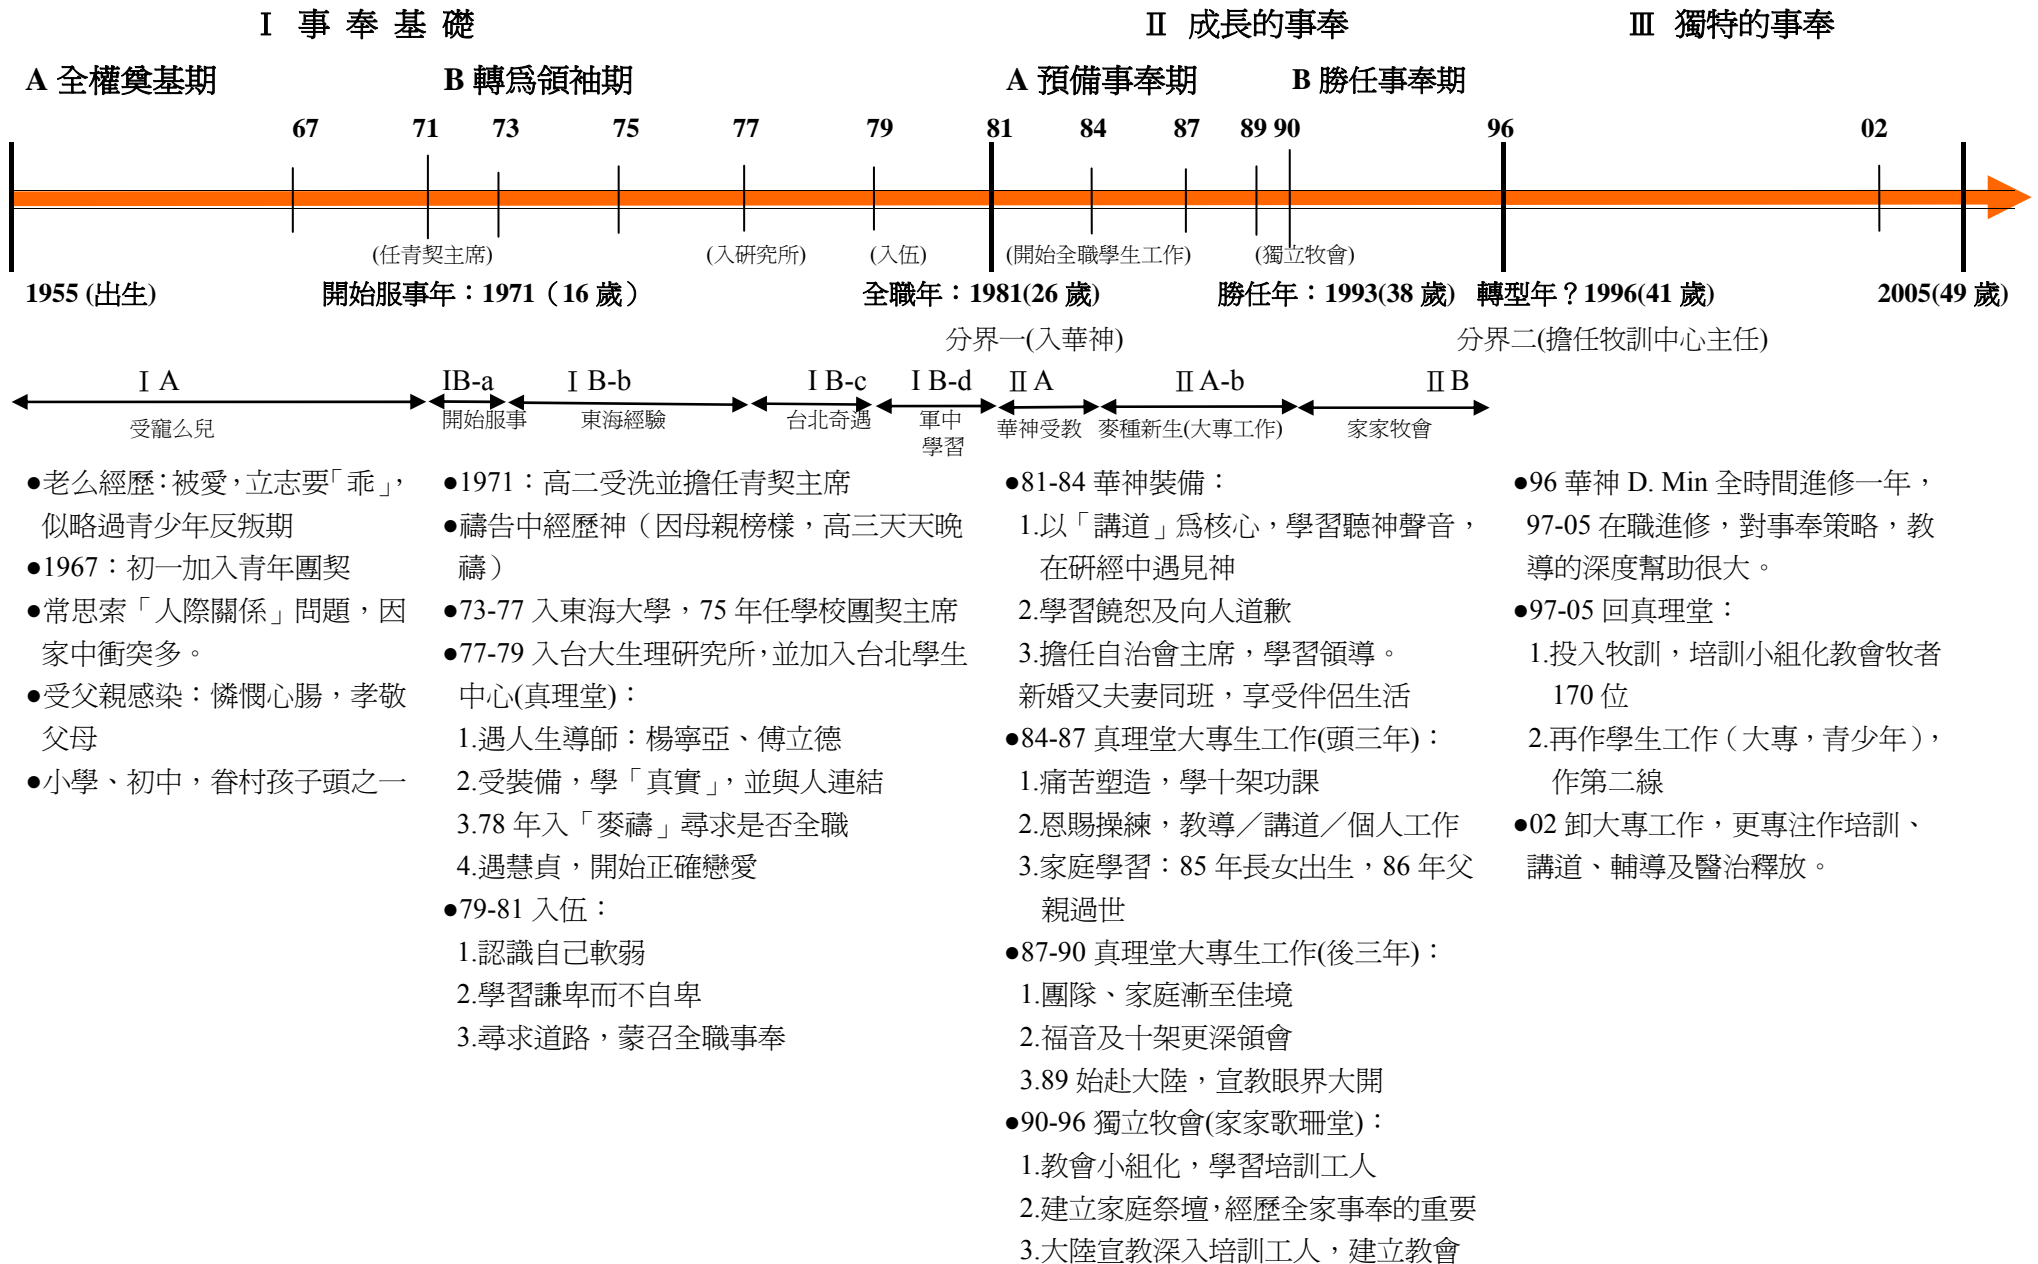 Ⅰ 事 奉 基 礎
Ⅱ 成長的事奉
Ⅲ 獨特的事奉
A 全權奠基期
B 轉為領袖期
A 預備事奉期
B 勝任事奉期
67 71 73 75 77 79 81 84 87 89 90 96 02
(任青契主席)
(入研究所)
(入伍)
(開始全職學生工作)
(獨立牧會)
1955 (出生)
開始服事年：1971（16 歲）
全職年：1981(26 歲)
勝任年：1993(38 歲)
轉型年？1996(41 歲)
2005(49 歲)
分界一(入華神)
分界二(擔任牧訓中心主任)
Ⅰ A
IB-a
Ⅰ B-b
I B-c
I B-d
Ⅱ A
Ⅱ A-b
Ⅱ B
受寵么兒
開始服事
東海經驗
台北奇遇
軍中
學習
華神受教
麥種新生(大專工作)
家家牧會
●老么經歷：被愛，立志要「乖」，
似略過青少年反叛期
●1967：初一加入青年團契
●常思索「人際關係」問題，因
家中衝突多。
●受父親感染：憐憫心腸，孝敬
父母
●小學、初中，眷村孩子頭之一
●1971：高二受洗並擔任青契主席
●禱告中經歷神（因母親榜樣，高三天天晚
禱）
●73-77 入東海大學，75 年任學校團契主席
●77-79 入台大生理研究所，並加入台北學生
中心(真理堂)：
1.遇人生導師：楊寧亞、傅立德
2.受裝備，學「真實」，並與人連結
3.78 年入「麥禱」尋求是否全職
4.遇慧貞，開始正確戀愛
●79-81 入伍：
1.認識自己軟弱
2.學習謙卑而不自卑
3.尋求道路，蒙召全職事奉
●81-84 華神裝備：
1.以「講道」為核心，學習聽神聲音，
在研經中遇見神
2.學習饒恕及向人道歉
3.擔任自治會主席，學習領導。
新婚又夫妻同班，享受伴侶生活
●84-87 真理堂大專生工作(頭三年)：
1.痛苦塑造，學十架功課
2.恩賜操練，教導／講道／個人工作
3.家庭學習：85 年長女出生，86 年父
親過世
●87-90 真理堂大專生工作(後三年)：
1.團隊、家庭漸至佳境
2.福音及十架更深領會
3.89 始赴大陸，宣教眼界大開
●90-96 獨立牧會(家家歌珊堂)：
1.教會小組化，學習培訓工人
2.建立家庭祭壇，經歷全家事奉的重要
3.大陸宣教深入培訓工人，建立教會
●96 華神 D. Min 全時間進修一年，
97-05 在職進修，對事奉策略，教
導的深度幫助很大。
●97-05 回真理堂：
1.投入牧訓，培訓小組化教會牧者
170 位
2.再作學生工作（大專，青少年），
作第二線
●02 卸大專工作，更專注作培訓、
講道、輔導及醫治釋放。